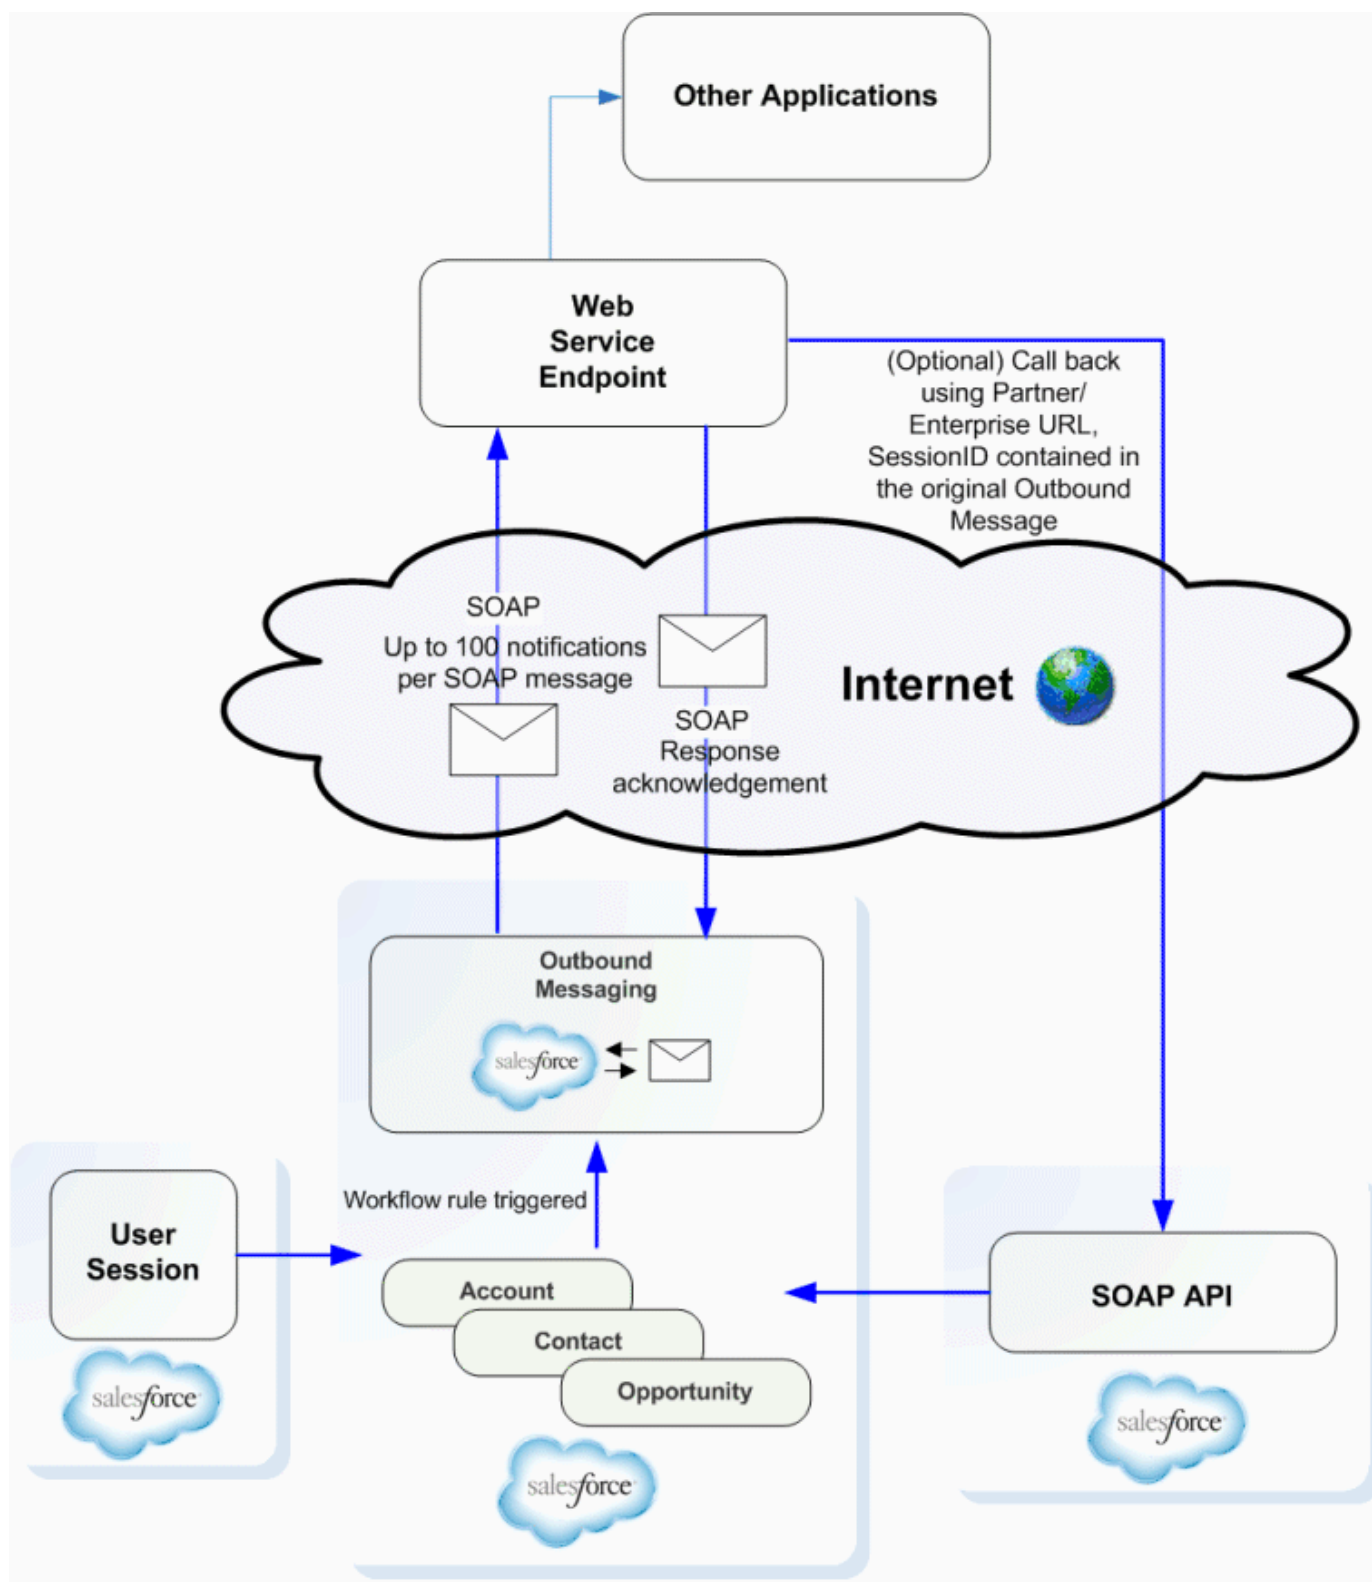 Other Applications
Web
Service
Endpoint
(Optional) Call back
using Partner/
Enterprise URL,
SessionID contained in
the original Outbound
Message
SOAP
Up to 100 notifications
per SOAP message
Internet
SOAP
Response
acknowledgement
Outbound
Messaging
salesforce
Workflow rule triggered
User
Session
salesforce
Account
Contact
Opportunity
salesforce
SOAP API
salesforce